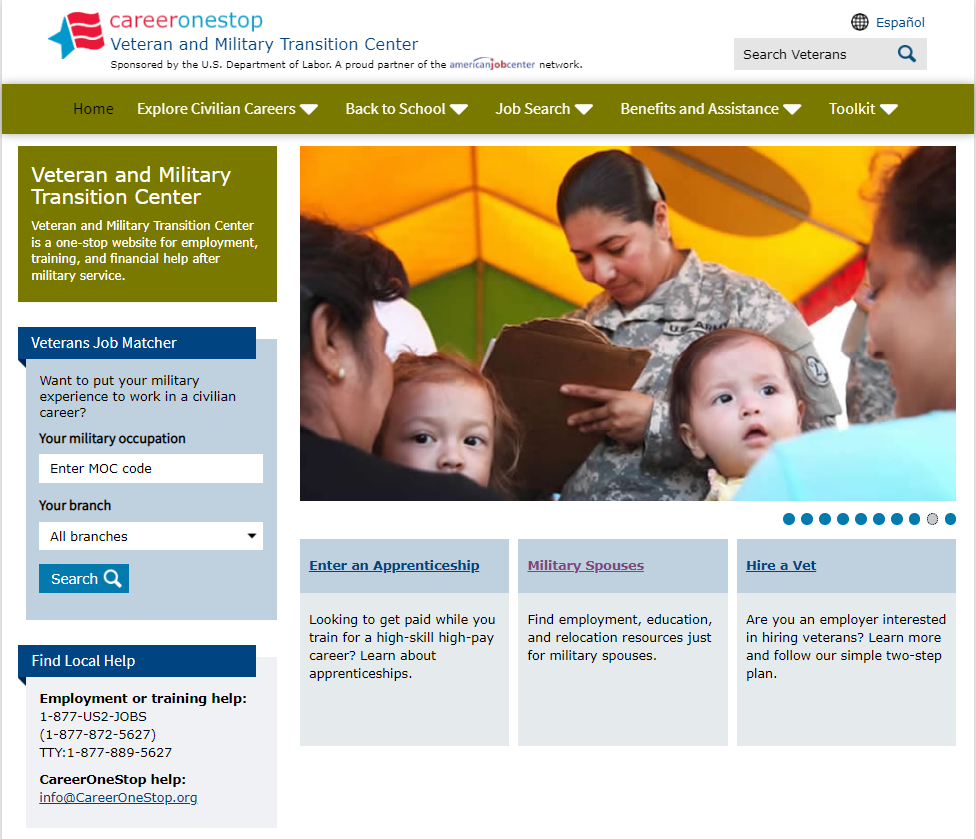 careeronestop
Veteran and Military Transition Center
Sponsored by the U.S. Department of Labor. A proud partner of the americanjobcenter network.
Español
Search Veterans
Home Explore Civilian Careers Back to School Job Search Benefits and Assistance Toolkit
Veteran and Military
Transition Center
Veteran and Military Transition Center
is a one-stop website for employment,
training, and financial help after
military service.
U.S. ARMY
Veterans Job Matcher
Want to put your military
experience to work in a civilian
career?
Your military occupation
Enter MOC code
Your branch
All branches
Search
Find Local Help
Employment or training help:
1-877-US2-JOBS
(1-877-872-5627)
TTY:1-877-889-5627
CareerOneStop help:
info@CareerOneStop.org
Enter an Apprenticeship
Looking to get paid while you
train for a high-skill high-pay
career? Learn about
apprenticeships.
Military Spouses
Find employment, education,
and relocation resources just
for military spouses.
Hire a Vet
Are you an employer interested
in hiring veterans? Learn more
and follow our simple two-step
plan.